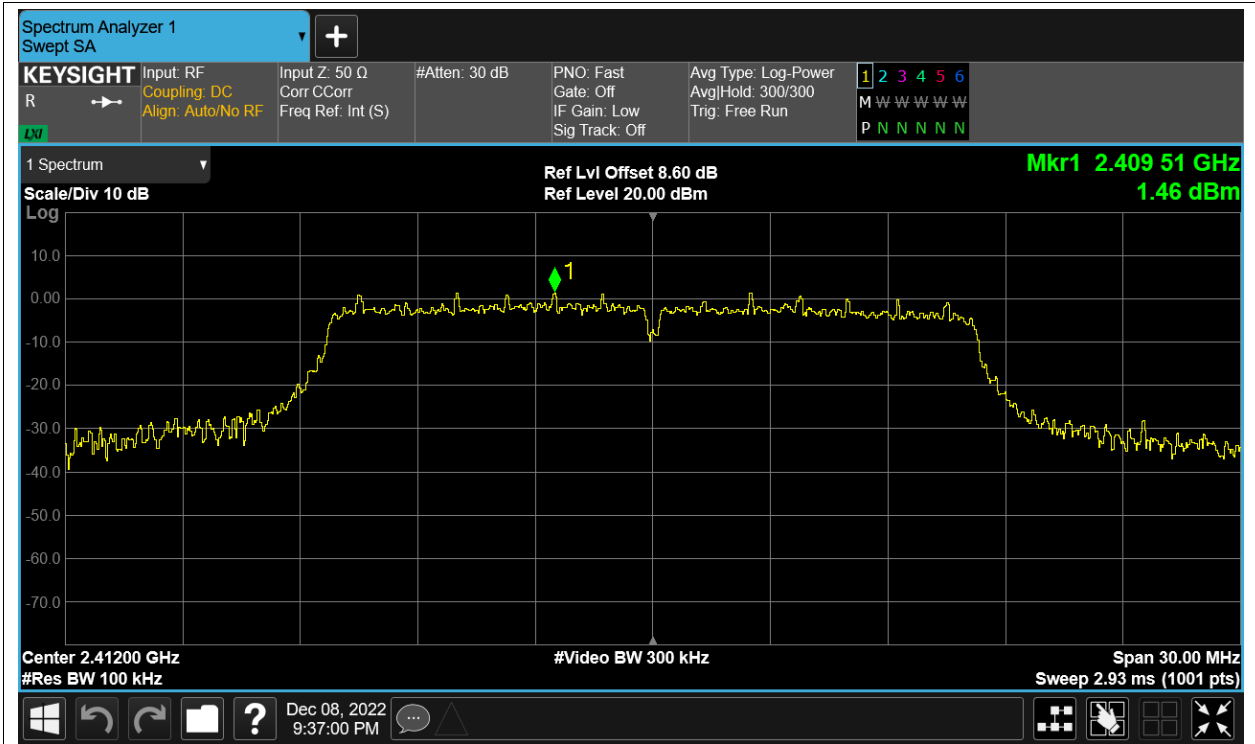 Spectrum Analyzer 1
Swept SA
KEYSIGHT
R
LXI
Input: RF
Coupling: DC
Align: Auto/No RF
Input Z: 50 Ω
Corr CCorr
Freq Ref: Int (S)
#Atten: 30 dB
PNO: Fast
Gate: Off
IF Gain: Low
Sig Track: Off
Avg Type: Log-Power
Avg|Hold: 300/300
Trig: Free Run
1 2 3 4 5 6
M W W W W W
P N N N N N
1 Spectrum
Scale/Div 10 dB
Log
Ref Lvl Offset 8.60 dB
Ref Level 20.00 dBm
Mkr1 2.409 51 GHz
1.46 dBm
1
10.0
0.00
-10.0
-20.0
-30.0
-40.0
-50.0
-60.0
-70.0
Center 2.41200 GHz
#Video BW 300 kHz
Span 30.00 MHz
#Res BW 100 kHz
Sweep 2.93 ms (1001 pts)
?
Dec 08, 2022
9:37:00 PM